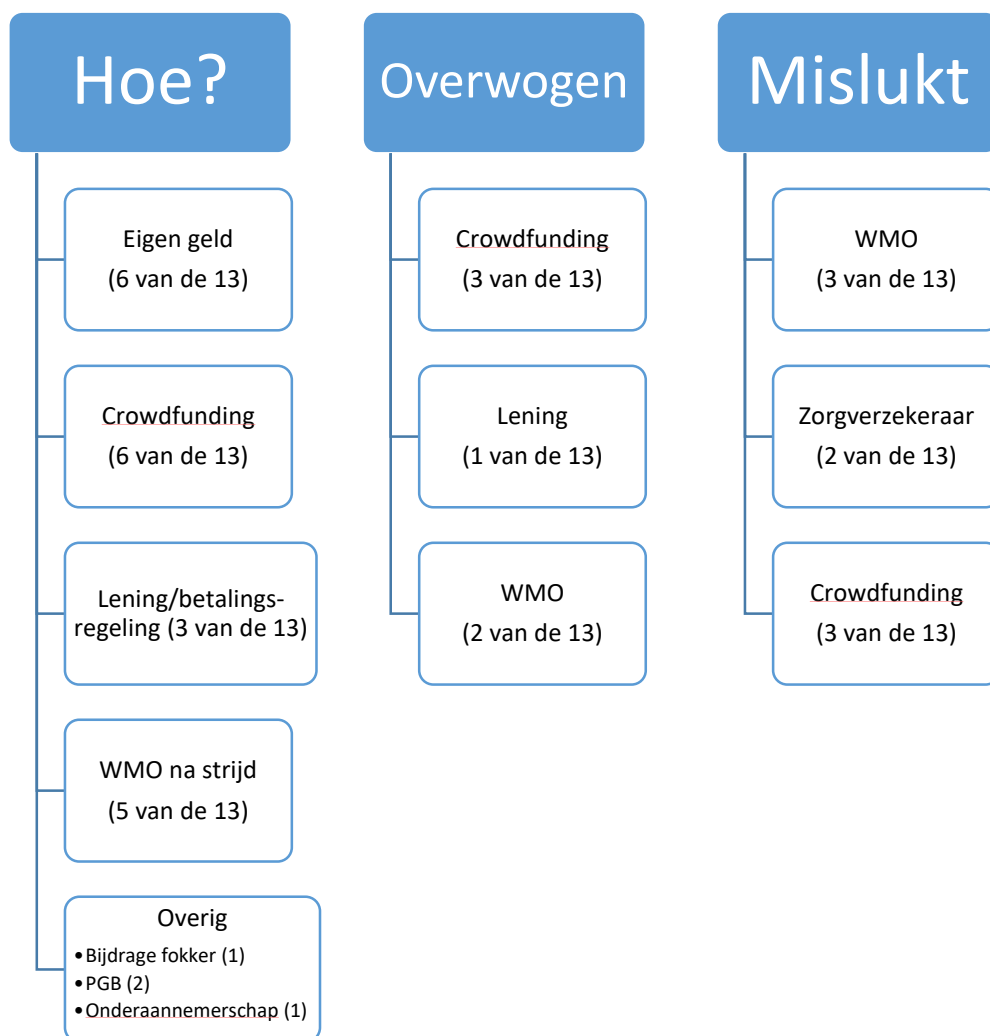 Hoe?
Eigen geld
(6 van de 13)
Crowdfunding
(6 van de 13)
Lening/betalings-
regeling (3 van de 13)
WMO na strijd
(5 van de 13)
Overig
•Bijdrage fokker (1)
•PGB (2)
•Onderaannemerschap (1)
Overwogen
Crowdfunding
(3 van de 13)
Lening
(1 van de 13)
WMO
(2 van de 13)
Mislukt
WMO
(3 van de 13)
Zorgverzekeraar
(2 van de 13)
Crowdfunding
(3 van de 13)